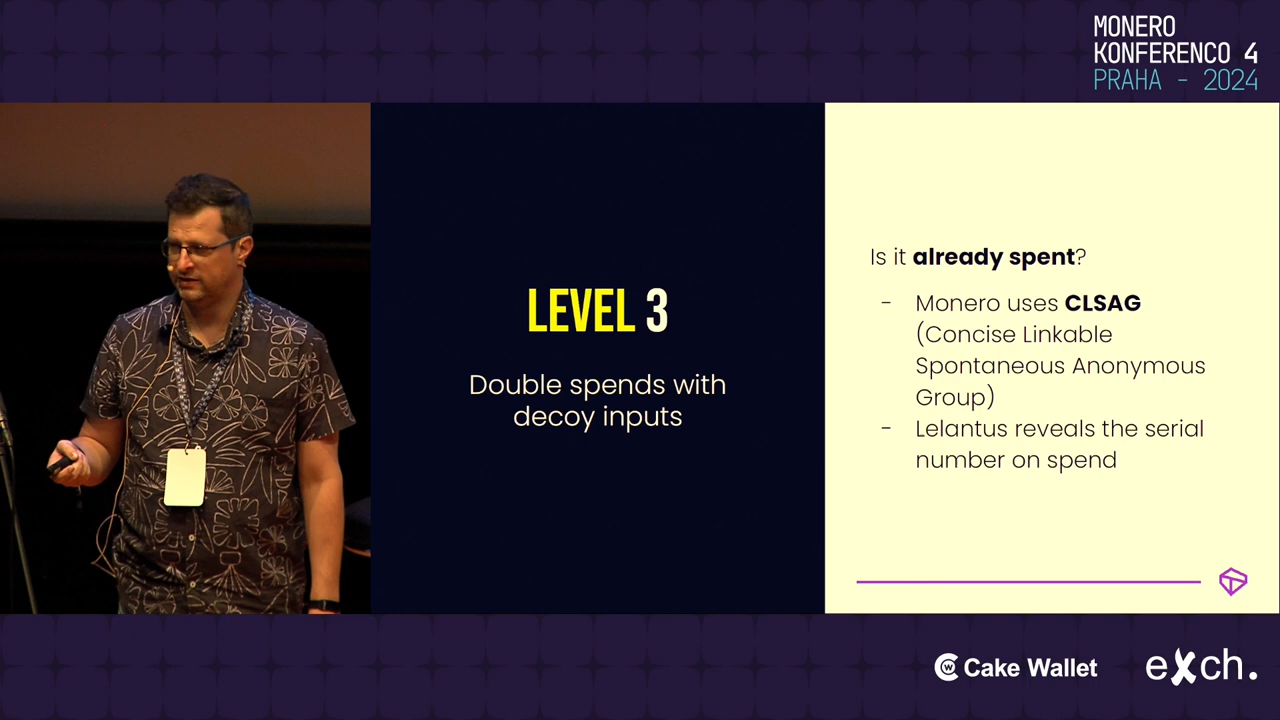 MONERO
KONFERENCO 4
PRAHA - 2024
LEVEL 3
Double spends with
decoy inputs
Is it already spent?
- Monero uses CLSAG
(Concise Linkable
Spontaneous Anonymous
Group)
- Lelantus reveals the serial
number on spend
Cake Wallet
eXch.